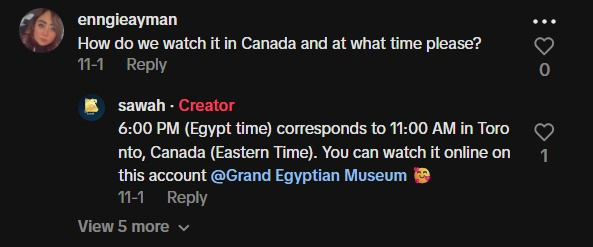 enngieayman
How do we watch it in Canada and at what time please?
11-1 Reply
0
sawah · Creator
6:00 PM (Egypt time) corresponds to 11:00 AM in Toro
nto, Canada (Eastern Time). You can watch it online on
this account @Grand Egyptian Museum 🥰
1
11-1 Reply
View 5 more